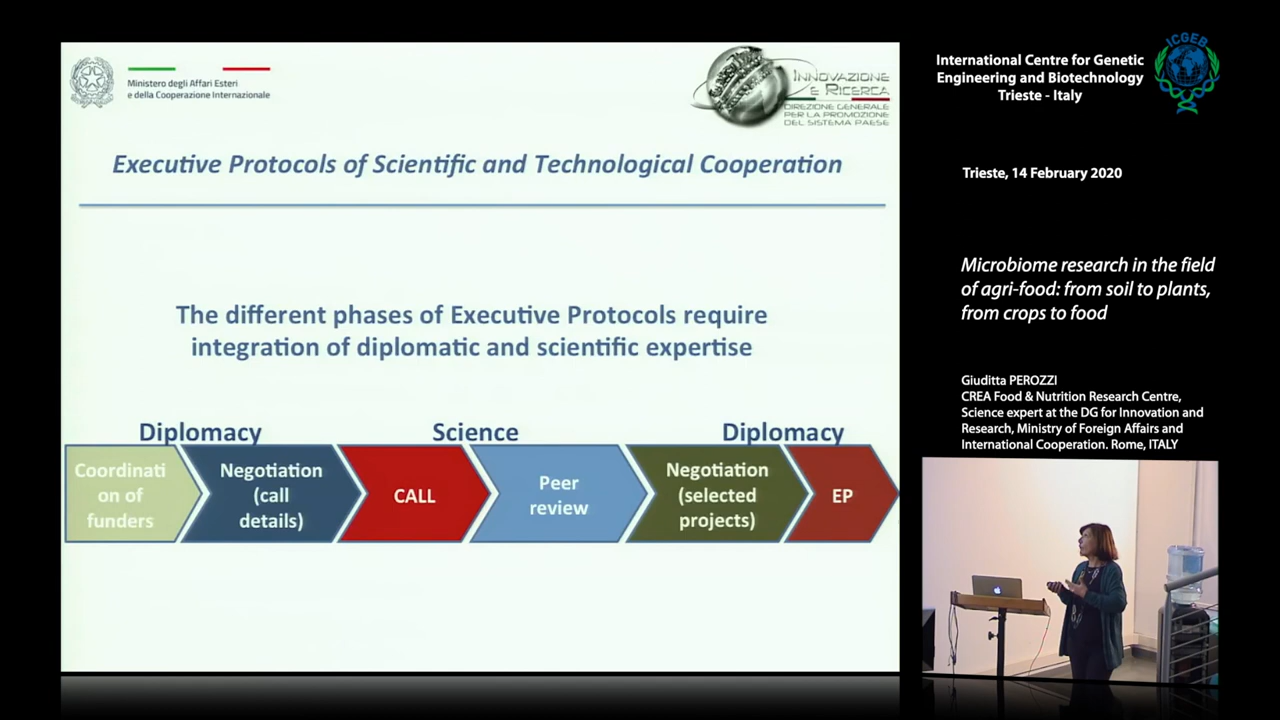 Ministero degli Affari Esteri
e della Cooperazione Internazionale
INNOVAZIONE
E RICERCA
DIREZIONE GENERALE
PER LA PROMOZIONE
DEL SISTEMA PAESE
Executive Protocols of Scientific and Technological Cooperation
The different phases of Executive Protocols require
integration of diplomatic and scientific expertise
Diplomacy
Science
Diplomacy
Coordinati
on of
funders
Negotiation
(call
details)
CALL
Peer
review
Negotiation
(selected
projects)
EP
International Centre for Genetic
Engineering and Biotechnology
Trieste - Italy
ICGEB
Trieste, 14 February 2020
Microbiome research in the field
of agri-food: from soil to plants,
from crops to food
Giuditta PEROZZI
CREA Food & Nutrition Research Centre,
Science expert at the DG for Innovation and
Research, Ministry of Foreign Affairs and
International Cooperation. Rome, ITALY